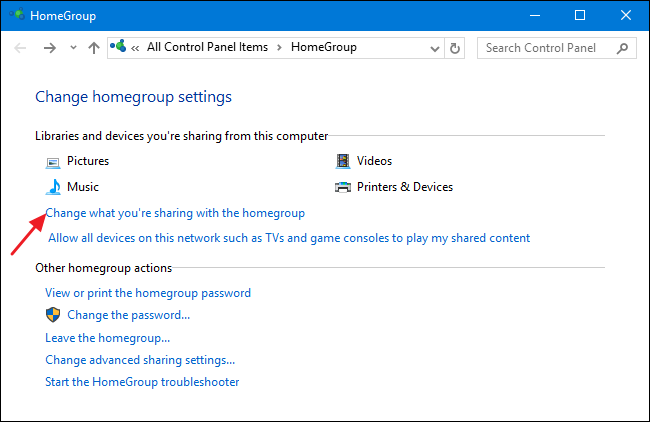 HomeGroup
« All Control Panel Items > HomeGroup
Search Control Panel
Change homegroup settings
Libraries and devices you're sharing from this computer
Pictures Videos
Music Printers & Devices
Change what you're sharing with the homegroup
Allow all devices on this network such as TVs and game consoles to play my shared content
Other homegroup actions
View or print the homegroup password
Change the password...
Leave the homegroup...
Change advanced sharing settings...
Start the HomeGroup troubleshooter